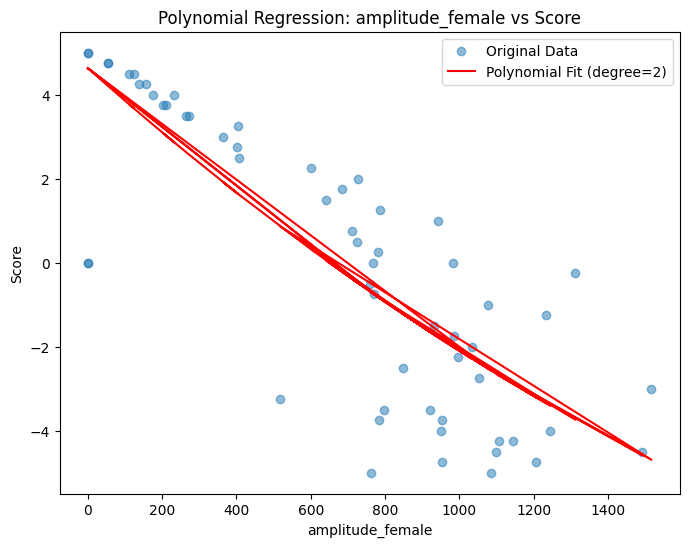 Polynomial Regression: amplitude_female vs Score
Original Data
Polynomial Fit (degree=2)
Score
4
2
0
−2
−4
0 200 400 600 800 1000 1200 1400
amplitude_female